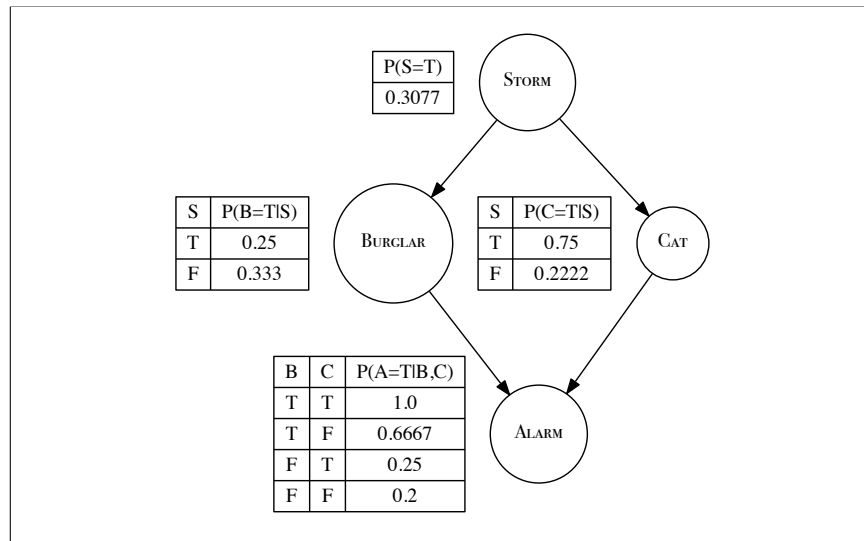 P(S=T)
0.3077
STORM
S P(B=T|S)
T 0.25
F 0.333
BURGLAR
S P(C=T|S)
T 0.75
F 0.2222
CAT
B C P(A=T|B,C)
T T 1.0
T F 0.6667
F T 0.25
F F 0.2
ALARM